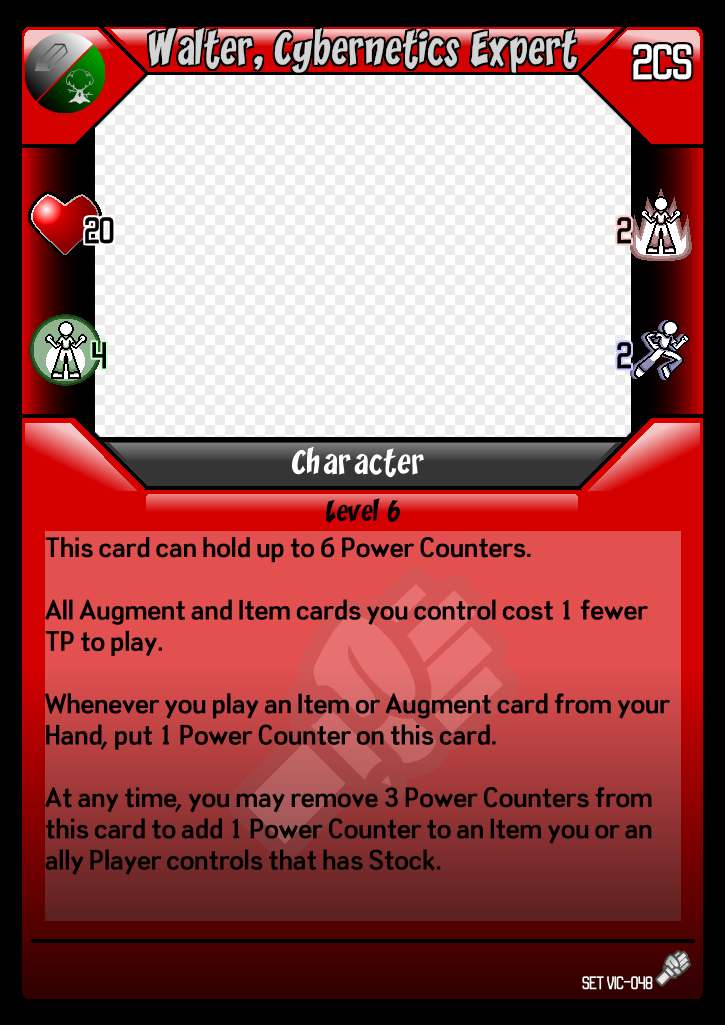 Walter, Cybernetics Expert
2CS
20
2
4
2
Character
Level 6
This card can hold up to 6 Power Counters.
All Augment and Item cards you control cost 1 fewer
TP to play.
Whenever you play an Item or Augment card from your
Hand, put 1 Power Counter on this card.
At any time, you may remove 3 Power Counters from
this card to add 1 Power Counter to an Item you or an
ally Player controls that has Stock.
SET VIC-048